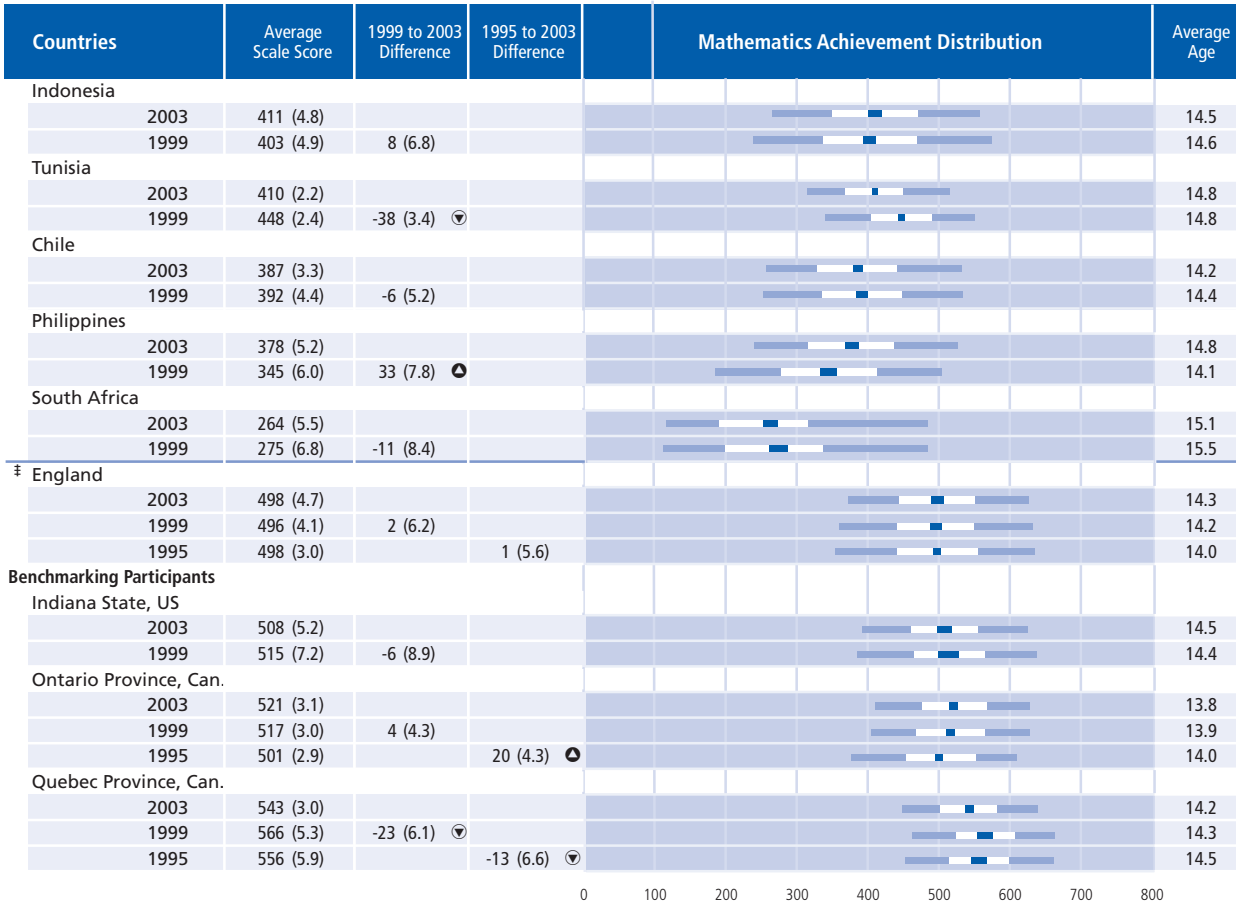 Countries Average Scale Score 1999 to 2003 Difference 1995 to 2003 Difference Mathematics Achievement Distribution Average Age
Indonesia
2003 411 (4.8) 14.5
1999 403 (4.9) 8 (6.8) 14.6
Tunisia
2003 410 (2.2) 14.8
1999 448 (2.4) -38 (3.4) 14.8
Chile
2003 387 (3.3) 14.2
1999 392 (4.4) -6 (5.2) 14.4
Philippines
2003 378 (5.2) 14.8
1999 345 (6.0) 33 (7.8) 14.1
South Africa
2003 264 (5.5) 15.1
1999 275 (6.8) -11 (8.4) 15.5
‡ England
2003 498 (4.7) 14.3
1999 496 (4.1) 2 (6.2) 14.2
1995 498 (3.0) 1 (5.6) 14.0
Benchmarking Participants
Indiana State, US
2003 508 (5.2) 14.5
1999 515 (7.2) -6 (8.9) 14.4
Ontario Province, Can.
2003 521 (3.1) 13.8
1999 517 (3.0) 4 (4.3) 13.9
1995 501 (2.9) 20 (4.3) 14.0
Quebec Province, Can.
2003 543 (3.0) 14.2
1999 566 (5.3) -23 (6.1) 14.3
1995 556 (5.9) -13 (6.6) 14.5
0 100 200 300 400 500 600 700 800